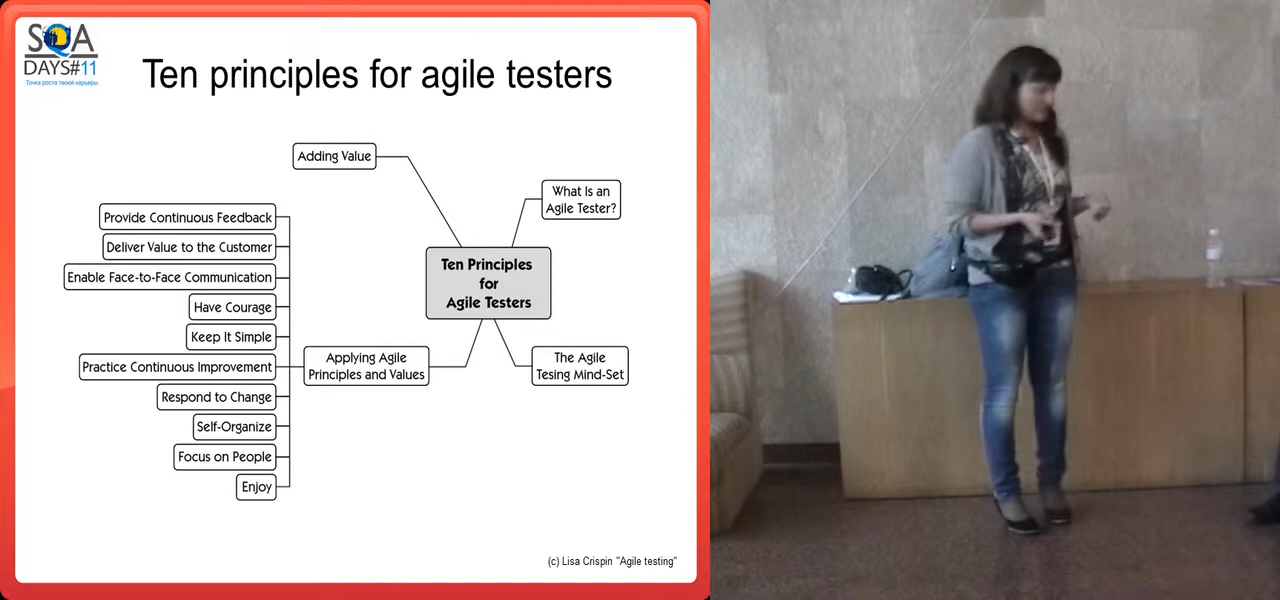 SQA
DAYS#11
Точка роста твоей карьеры
Ten principles for agile testers
Adding Value
What Is an
Agile Tester?
Provide Continuous Feedback
Deliver Value to the Customer
Enable Face-to-Face Communication
Have Courage
Keep It Simple
Practice Continuous Improvement
Respond to Change
Self-Organize
Focus on People
Enjoy
Ten Principles
for
Agile Testers
Applying Agile
Principles and Values
The Agile
Tesing Mind-Set
(c) Lisa Crispin "Agile testing"